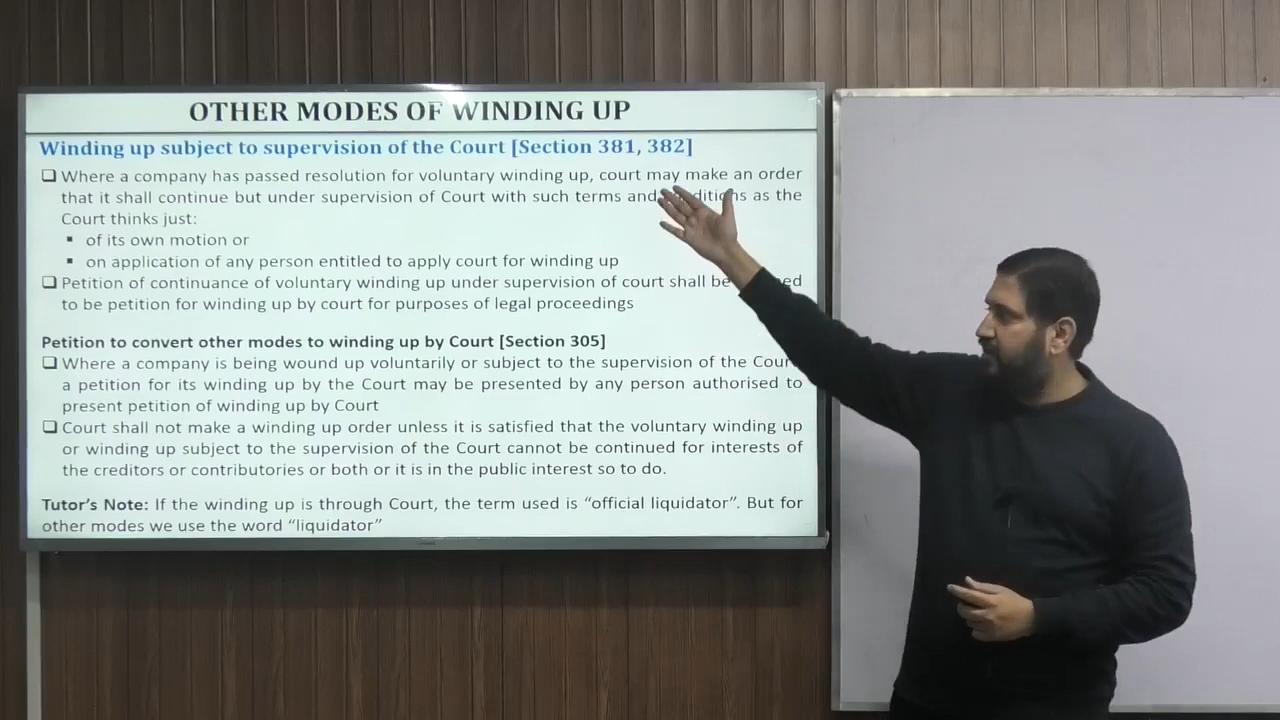 OTHER MODES OF WINDING UP
Winding up subject to supervision of the Court [Section 381, 382]
❑ Where a company has passed resolution for voluntary winding up, court may make an order
that it shall continue but under supervision of Court with such terms and as the
Court thinks just:
▪ of its own motion or
▪ on application of any person entitled to apply court for winding up
❑ Petition of continuance of voluntary winding up under supervision of court shall be
to be petition for winding up by court for purposes of legal proceedings
Petition to convert other modes to winding up by Court [Section 305]
❑ Where a company is being wound up voluntarily or subject to the supervision of the
a petition for its winding up by the Court may be presented by any person authorised to
present petition of winding up by Court
❑ Court shall not make a winding up order unless it is satisfied that the voluntary winding up
or winding up subject to the supervision of the Court cannot be continued for interests of
the creditors or contributories or both or it is in the public interest so to do.
Tutor's Note: If the winding up is through Court, the term used is “official liquidator”. But for
other modes we use the word “liquidator”